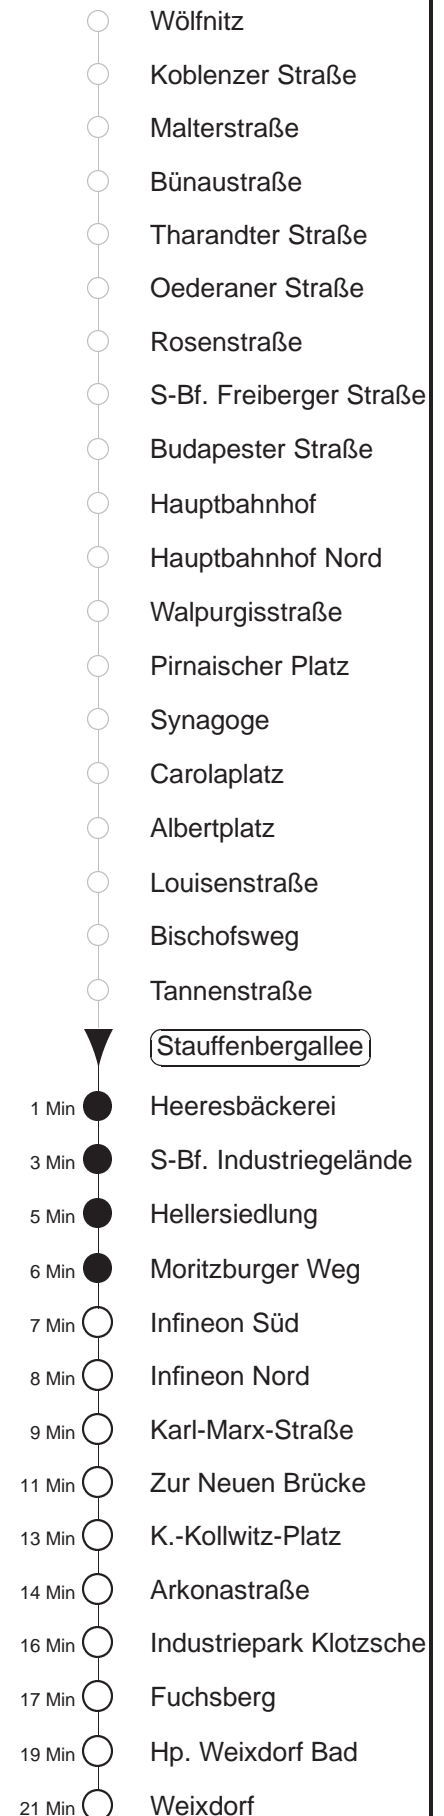 Wölfnitz
Koblenzer Straße
Malterstraße
Bünaustraße
Tharandter Straße
Oederaner Straße
Rosenstraße
S-Bf. Freiberger Straße
Budapester Straße
Hauptbahnhof
Hauptbahnhof Nord
Walpurgisstraße
Pirnaischer Platz
Synagoge
Carolaplatz
Albertplatz
Louisenstraße
Bischofsweg
Tannenstraße
Stauffenbergallee
1 Min Heeresbäckerei
3 Min S-Bf. Industriegelände
5 Min Hellersiedlung
6 Min Moritzburger Weg
7 Min Infineon Süd
8 Min Infineon Nord
9 Min Karl-Marx-Straße
11 Min Zur Neuen Brücke
13 Min K.-Kollwitz-Platz
14 Min Arkonastraße
16 Min Industriepark Klotzsche
17 Min Fuchsberg
19 Min Hp. Weixdorf Bad
21 Min Weixdorf